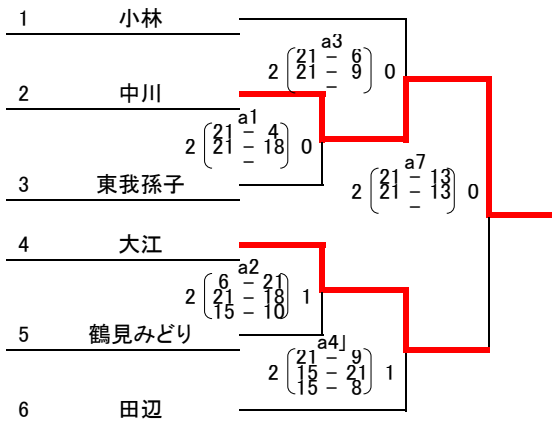 1 小林
a3
21 - 6
2 21 - 9 0
-
2 中川
a1
21 - 4
2 21 - 18 0
-
a7
21 - 13
2 21 - 13 0
-
3 東我孫子
4 大江
a2
6 - 21
2 21 - 18 1
15 - 10
5 鶴見みどり
a4」
21 - 9
2 15 - 21 1
15 - 8
6 田辺